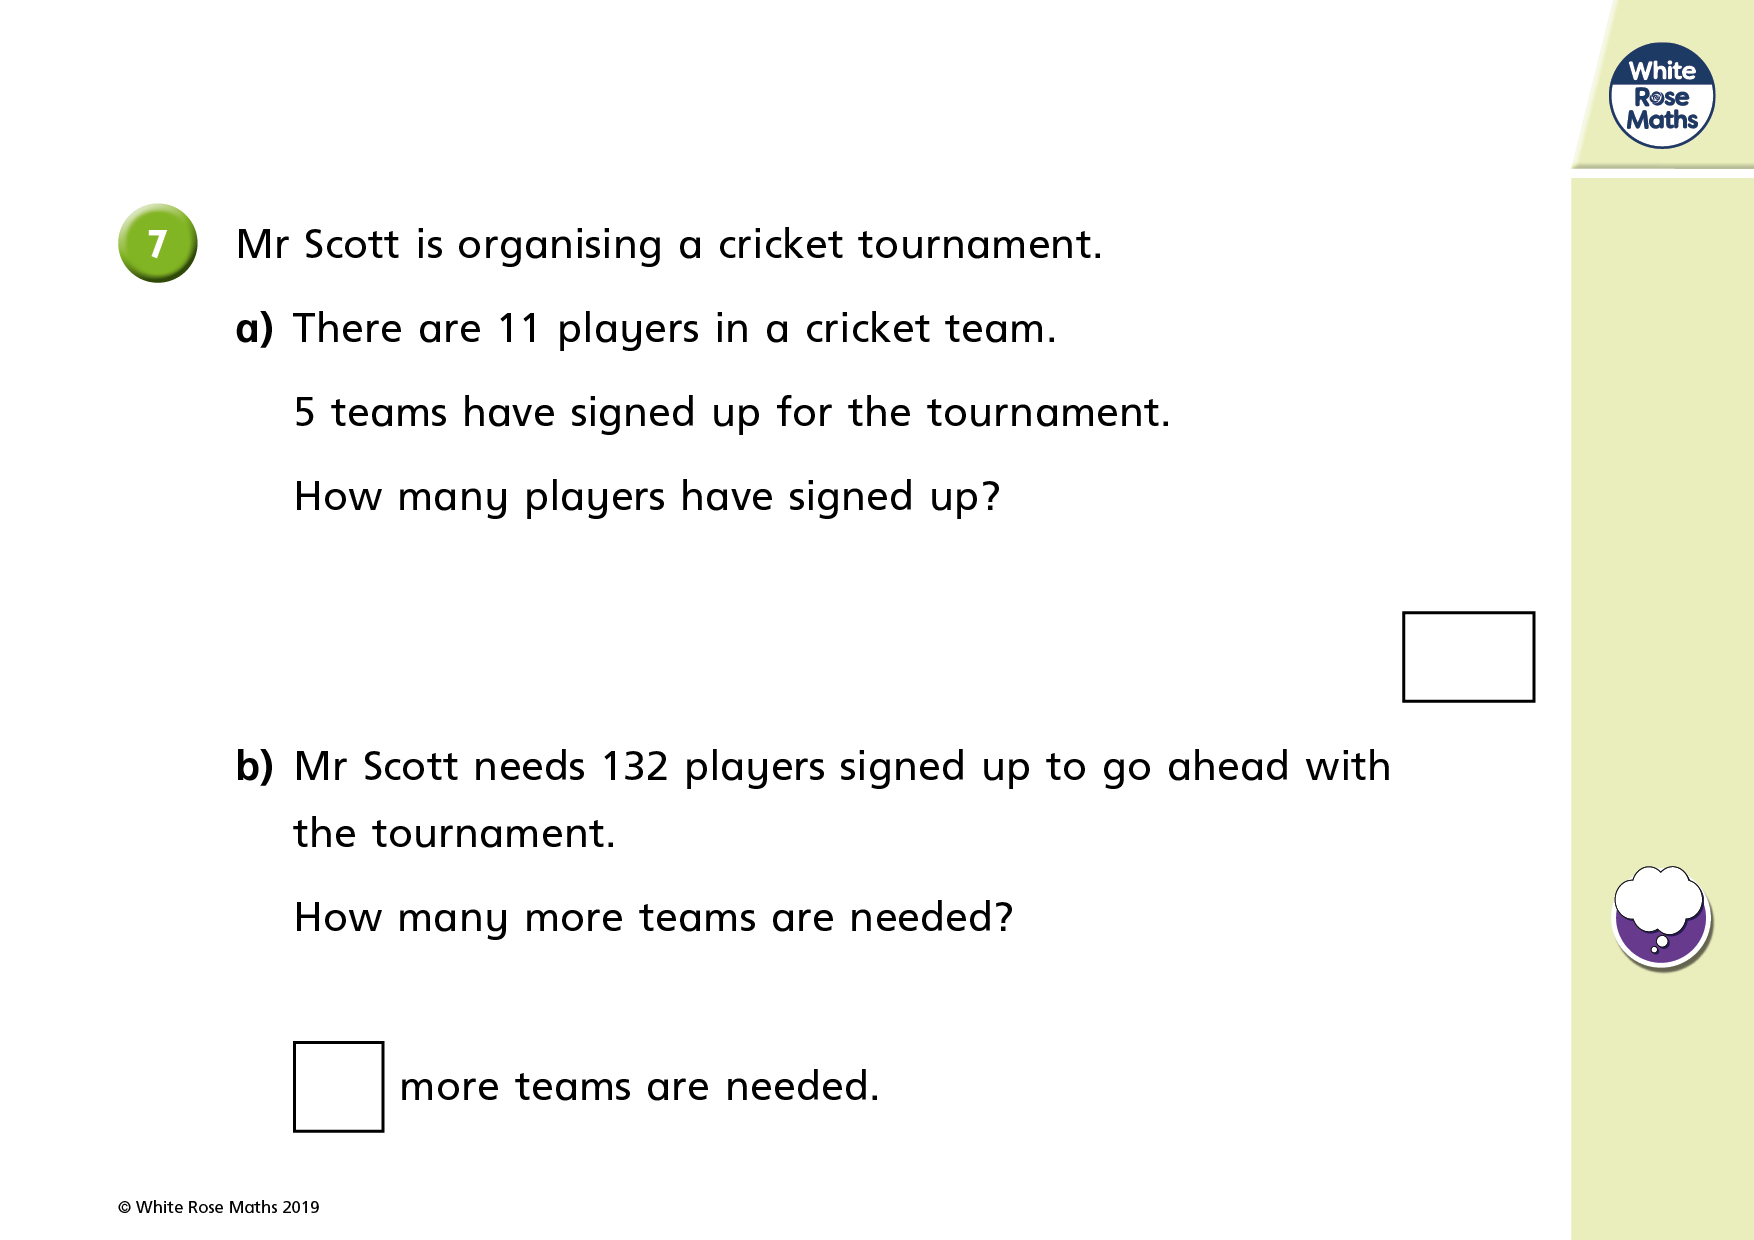 White
Rose
Maths
7 Mr Scott is organising a cricket tournament.
a) There are 11 players in a cricket team.
5 teams have signed up for the tournament.
How many players have signed up?
b) Mr Scott needs 132 players signed up to go ahead with
the tournament.
How many more teams are needed?
more teams are needed.
© White Rose Maths 2019